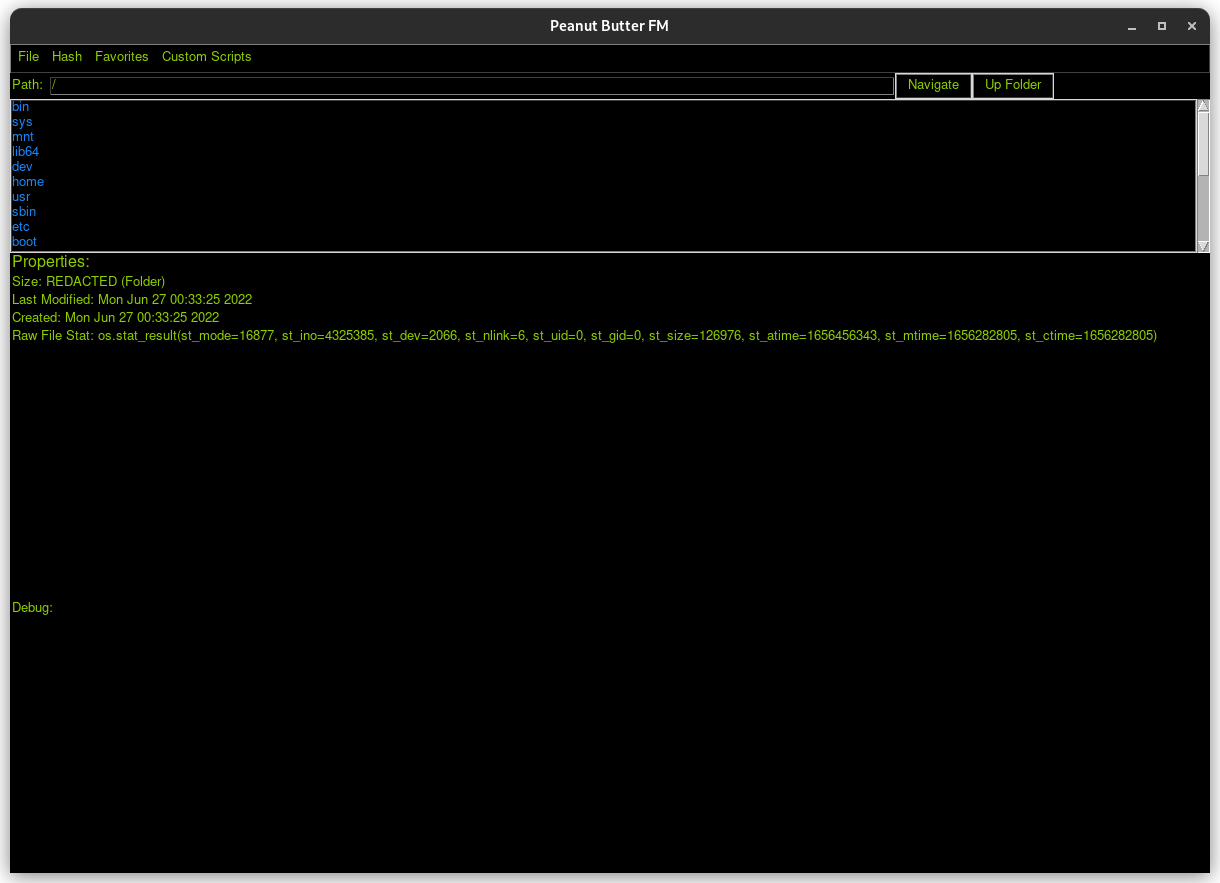 Peanut Butter FM
File Hash Favorites Custom Scripts
Path: / Navigate Up Folder
bin
sys
mnt
lib64
dev
home
usr
sbin
etc
boot
Properties:
Size: REDACTED (Folder)
Last Modified: Mon Jun 27 00:33:25 2022
Created: Mon Jun 27 00:33:25 2022
Raw File Stat: os.stat_result(st_mode=16877, st_ino=4325385, st_dev=2066, st_nlink=6, st_uid=0, st_gid=0, st_size=126976, st_atime=1656456343, st_mtime=1656282805, st_ctime=1656282805)
Debug: